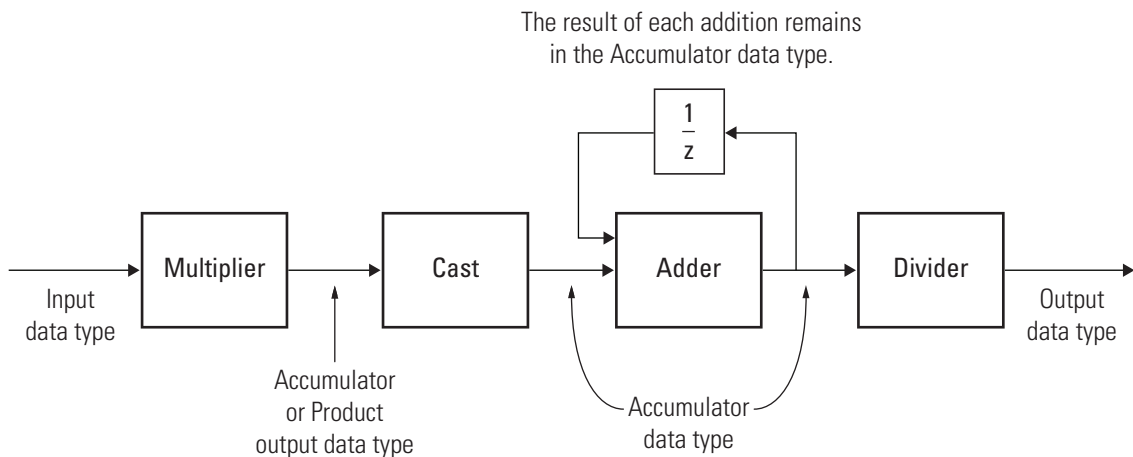 The result of each addition remains
in the Accumulator data type.
1
z
Multiplier
Cast
Adder
Divider
Input
data type
Accumulator
or Product
output data type
Accumulator
data type
Output
data type